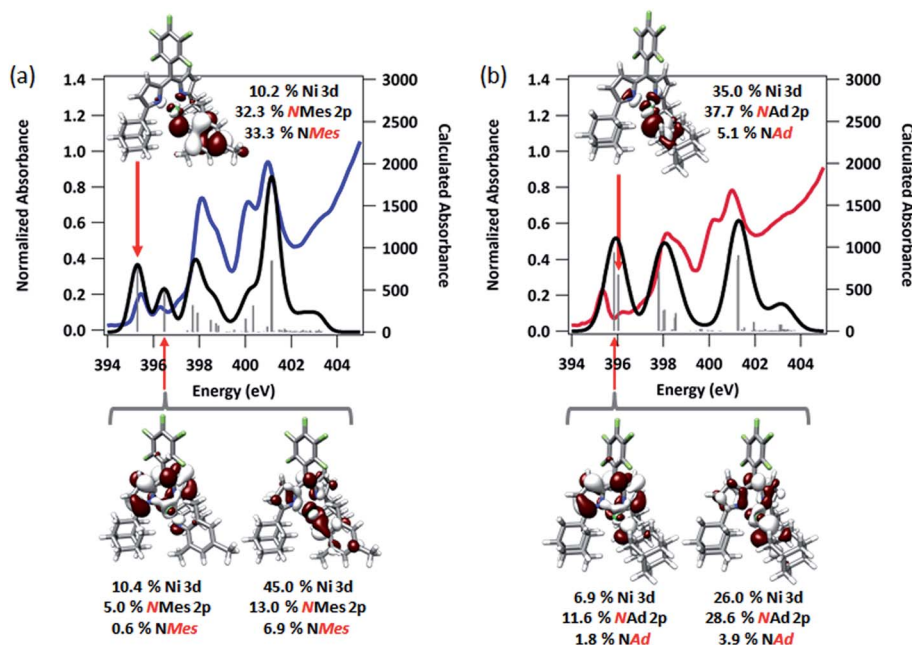 (a)
10.2 % Ni 3d
32.3 % NMes 2p
33.3 % NMes
Normalized Absorbance
1.4
1.2
1.0
0.8
0.6
0.4
0.2
0.0
3000
2500
2000
1500
1000
500
0
Calculated Absorbance
394 396 398 400 402 404
Energy (eV)
10.4 % Ni 3d
5.0 % NMes 2p
0.6 % NMes
45.0 % Ni 3d
13.0 % NMes 2p
6.9 % NMes
(b)
35.0 % Ni 3d
37.7 % NAd 2p
5.1 % NAd
Normalized Absorbance
1.4
1.2
1.0
0.8
0.6
0.4
0.2
0.0
3000
2500
2000
1500
1000
500
0
Calculated Absorbance
394 396 398 400 402 404
Energy (eV)
6.9 % Ni 3d
11.6 % NAd 2p
1.8 % NAd
26.0 % Ni 3d
28.6 % NAd 2p
3.9 % NAd